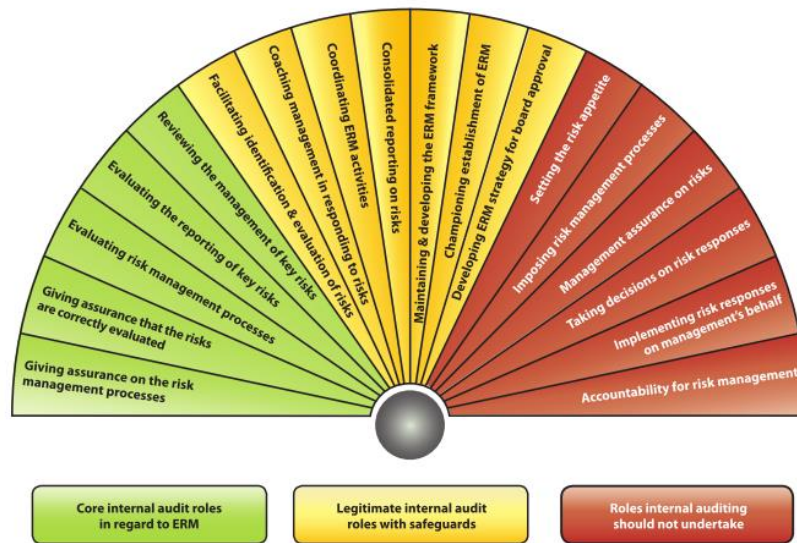 Giving assurance on the risk
management processes
Giving assurance that the risks
are correctly evaluated
Evaluating risk management processes
Evaluating the reporting of key risks
Reviewing the management of key risks
Facilitating identification & evaluation of risks
Coaching management in responding to risks
Coordinating ERM activities
Consolidated reporting on risks
Maintaining & developing the ERM framework
Championing establishment of ERM
Developing ERM strategy for board approval
Setting the risk appetite
Imposing risk management processes
Management assurance on risks
Taking decisions on risk responses
Implementing risk responses
on management's behalf
Accountability for risk management
Core internal audit roles
in regard to ERM
Legitimate internal audit
roles with safeguards
Roles internal auditing
should not undertake